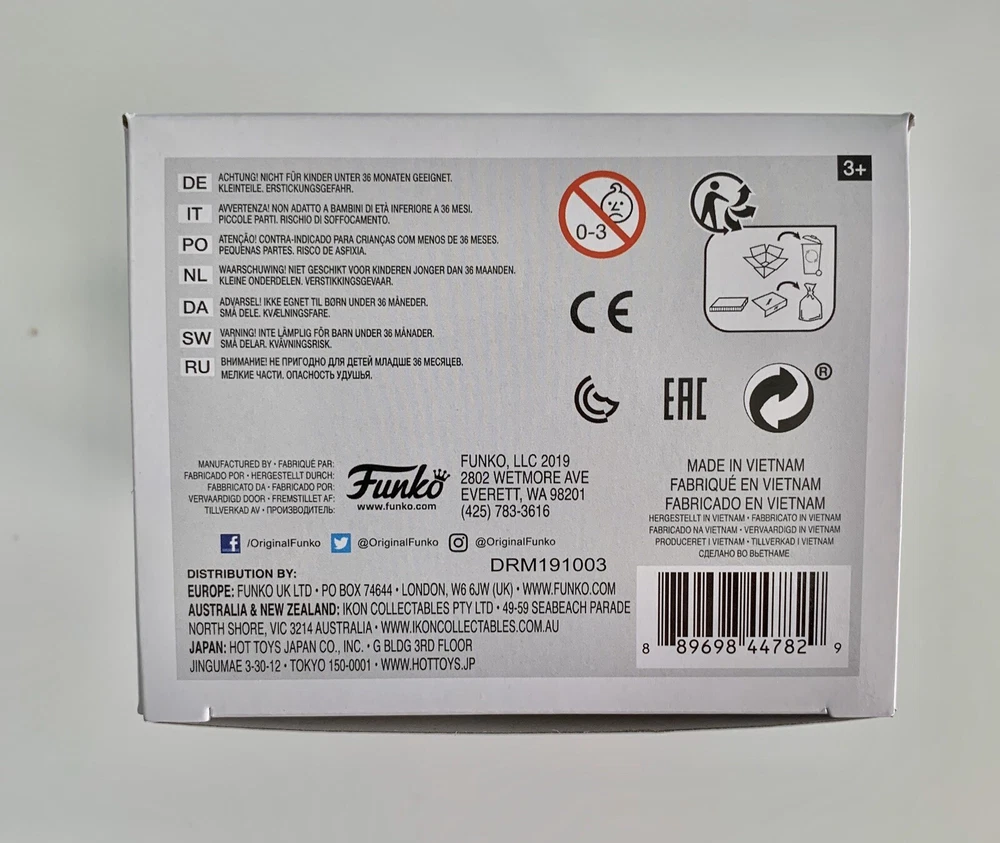 3+
DE
ACHTUNG! NICHT FÜR KINDER UNTER 36 MONATEN GEEIGNET.
KLEINTEILE. ERSTICKUNGSGEFAHR.
IT
AVVERTENZA! NON ADATTO A BAMBINI DI ETÀ INFERIORE A 36 MESI.
PICCOLE PARTI. RISCHIO DI SOFFOCAMENTO.
PO
ATENÇÃO! CONTRA-INDICADO PARA CRIANÇAS COM MENOS DE 36 MESES.
PEQUENAS PARTES. RISCO DE ASFIXIA.
NL
WAARSCHUWING! NIET GESCHIKT VOOR KINDEREN JONGER DAN 36 MAANDEN.
KLEINE ONDERDELEN. VERSTIKKINGSGEVAAR.
DA
ADVARSEL! IKKE EGNET TIL BØRN UNDER 36 MÅNEDER.
SMÅ DELE. KVÆLNINGSFARE.
SW
VARNING! INTE LÄMPLIG FÖR BARN UNDER 36 MÅNADER.
SMÅ DELAR. KVÄVNINGSRISK.
RU
ВНИМАНИЕ! НЕ ПРИГОДНО ДЛЯ ДЕТЕЙ МЛАДШЕ 36 МЕСЯЦЕВ.
МЕЛКИЕ ЧАСТИ. ОПАСНОСТЬ УДУШЬЯ.
0-3
CE
EAC
®
MANUFACTURED BY • FABRIQUÉ PAR:
FABRICADO POR • HERGESTELLT DURCH:
FABBRICATO DA • FABRICADO POR:
VERVAARDIGD DOOR • FREMSTILLET AF:
TILLVERKAD AV • ПРОИЗВОДИТЕЛЬ:
Funko
www.funko.com
FUNKO, LLC 2019
2802 WETMORE AVE
EVERETT, WA 98201
(425) 783-3616
MADE IN VIETNAM
FABRIQUÉ EN VIETNAM
FABRICADO EN VIETNAM
HERGESTELLT IN VIETNAM • FABBRICATO IN VIETNAM
FABRICADO NA VIETNAM • VERVAARDIGD IN VIETNAM
PRODUCERET I VIETNAM • TILLVERKAD I VIETNAM
СДЕЛАНО ВО ВЬЕТНАМЕ
/OriginalFunko @OriginalFunko @OriginalFunko
DRM191003
DISTRIBUTION BY:
EUROPE: FUNKO UK LTD • PO BOX 74644 • LONDON, W6 6JW (UK) • WWW.FUNKO.COM
AUSTRALIA & NEW ZEALAND: IKON COLLECTABLES PTY LTD • 49-59 SEABEACH PARADE
NORTH SHORE, VIC 3214 AUSTRALIA • WWW.IKONCOLLECTABLES.COM.AU
JAPAN: HOT TOYS JAPAN CO., INC. • G BLDG 3RD FLOOR
JINGUMAE 3-30-12 • TOKYO 150-0001 • WWW.HOTTOYS.JP
8 89698 44782 9